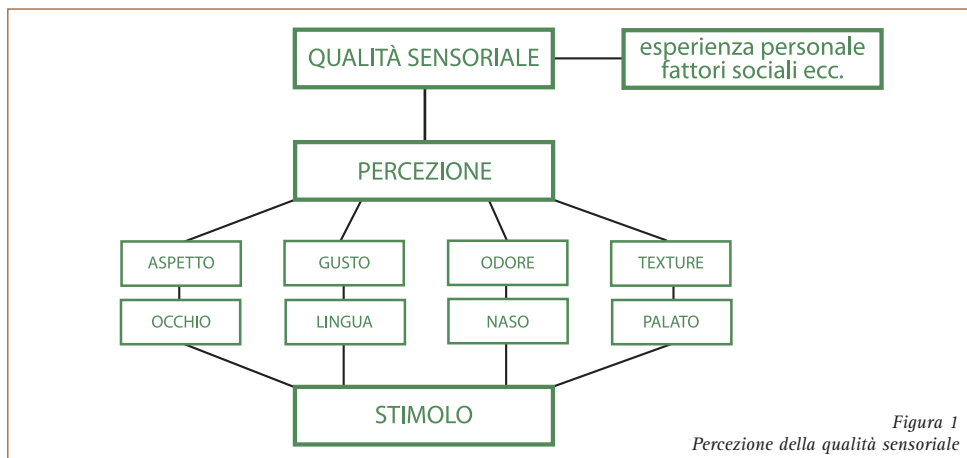 QUALITÀ SENSORIALE
esperienza personale
fattori sociali ecc.
PERCEZIONE
ASPETTO
GUSTO
ODORE
TEXTURE
OCCHIO
LINGUA
NASO
PALATO
STIMOLO
Figura 1
Percezione della qualità sensoriale